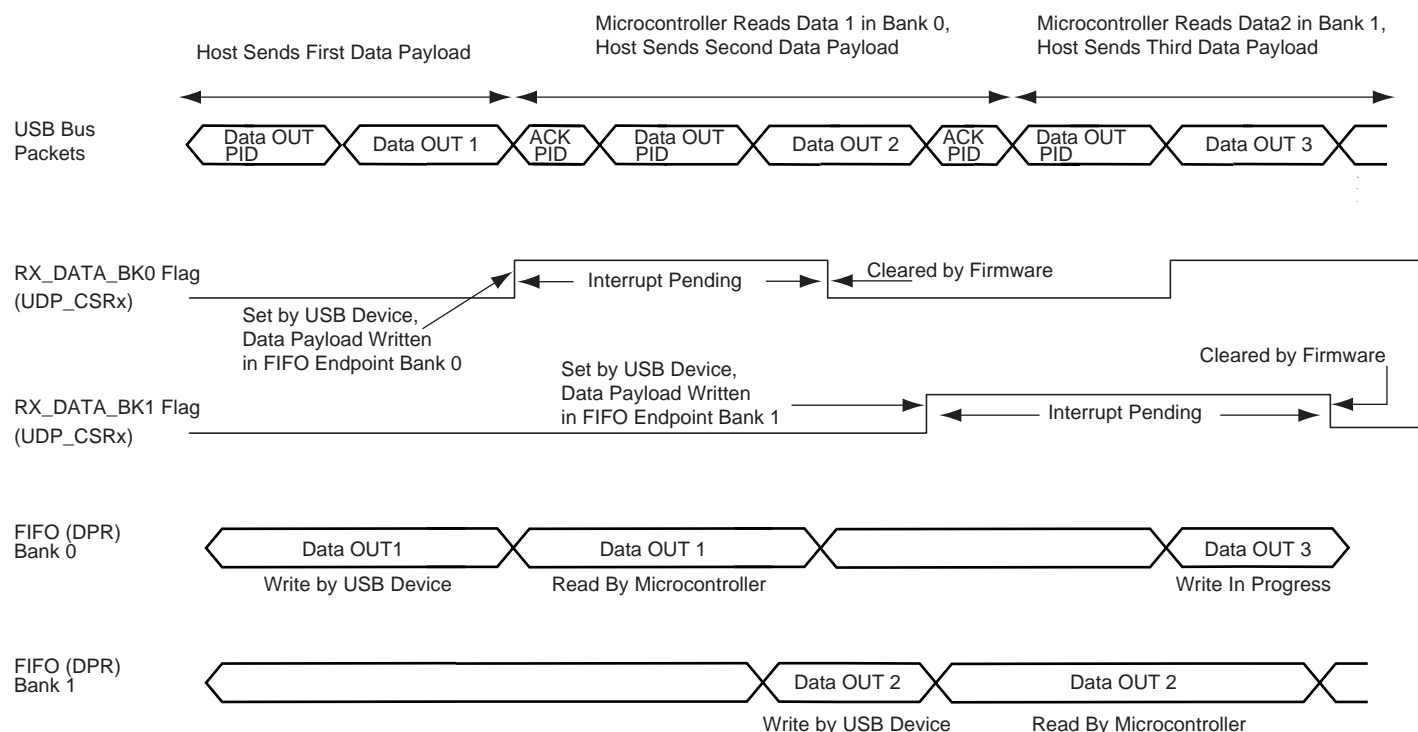 Microcontroller Reads Data 1 in Bank 0,
Host Sends Second Data Payload
Microcontroller Reads Data2 in Bank 1,
Host Sends Third Data Payload
Host Sends First Data Payload
USB Bus
Packets
Data OUT
PID
Data OUT 1
ACK
PID
Data OUT
PID
Data OUT 2
ACK
PID
Data OUT
PID
Data OUT 3
RX_DATA_BK0 Flag
(UDP_CSRx)
Interrupt Pending
Cleared by Firmware
Set by USB Device,
Data Payload Written
in FIFO Endpoint Bank 0
Cleared by Firmware
Set by USB Device,
Data Payload Written
in FIFO Endpoint Bank 1
RX_DATA_BK1 Flag
(UDP_CSRx)
Interrupt Pending
FIFO (DPR)
Bank 0
Data OUT1
Data OUT 1
Data OUT 3
Write by USB Device
Read By Microcontroller
Write In Progress
FIFO (DPR)
Bank 1
Data OUT 2
Data OUT 2
Write by USB Device
Read By Microcontroller